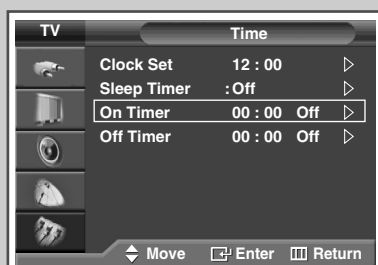 TV Time
Clock Set 12 : 00
Sleep Timer : Off
On Timer 00 : 00 Off
Off Timer 00 : 00 Off
Move Enter Return